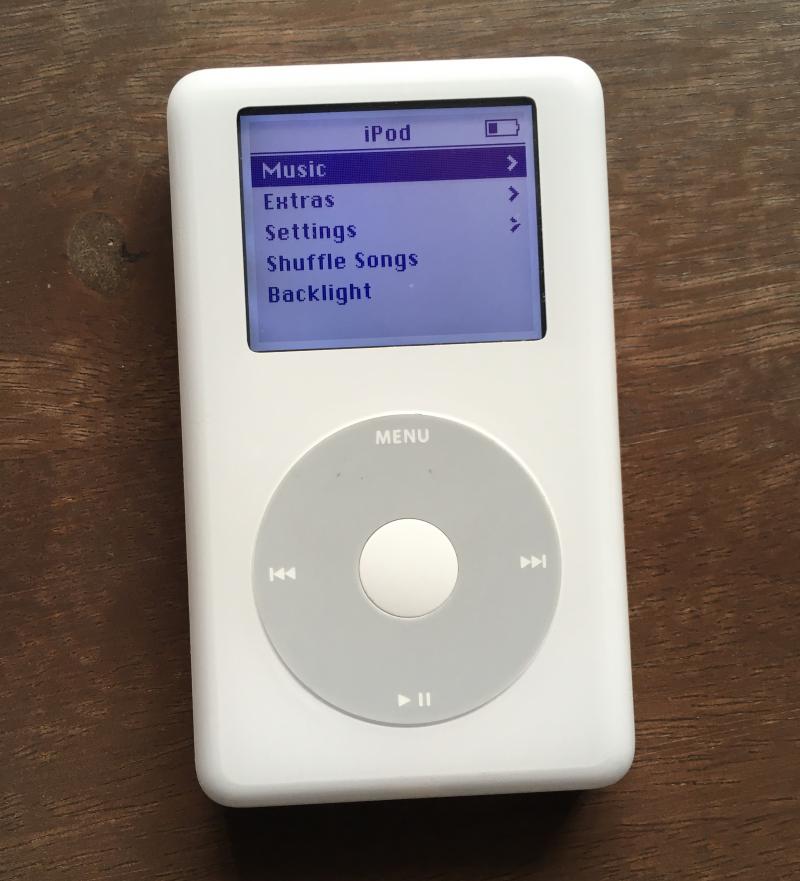 iPod
Music
Extras
Settings
Shuffle Songs
Backlight
MENU